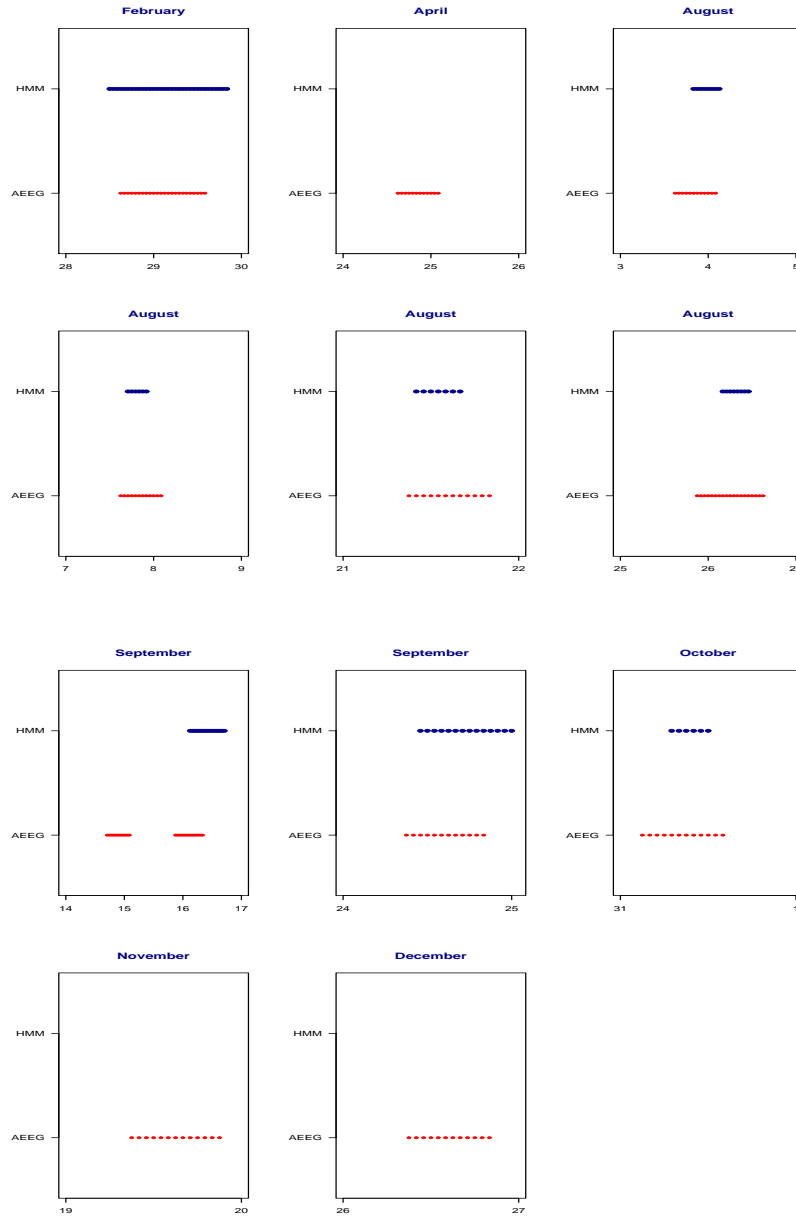 February
HMM
AEEG
28 29 30
April
HMM
AEEG
24 25 26
August
HMM
AEEG
3 4 5
August
HMM
AEEG
7 8 9
August
HMM
AEEG
21 22
August
HMM
AEEG
25 26
September
HMM
AEEG
14 15 16 17
September
HMM
AEEG
24 25
October
HMM
AEEG
31 1
November
HMM
AEEG
19 20
December
HMM
AEEG
26 27